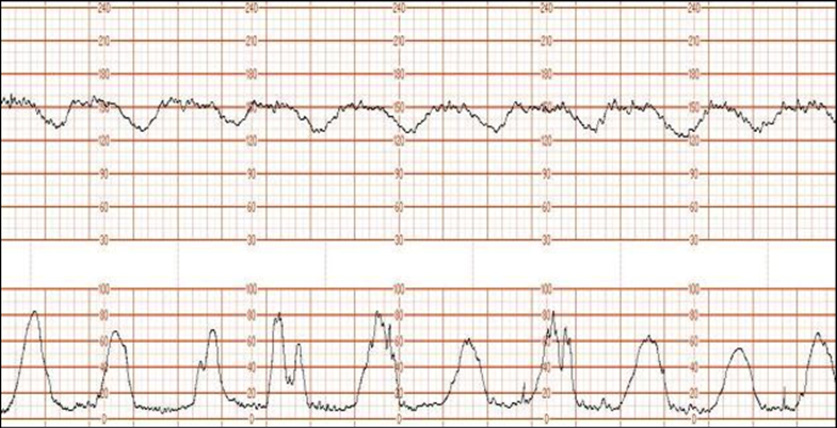 240 240 240 240 240
210 210 210 210 210
180 180 180 180 180
150 150 150 150 150
120 120 120 120 120
90 90 90 90 90
60 60 60 60 60
30 30 30 30 30
100 100 100 100 100
80 80 80 80 80
60 60 60 60 60
40 40 40 40 40
20 20 20 20 20
0 0 0 0 0